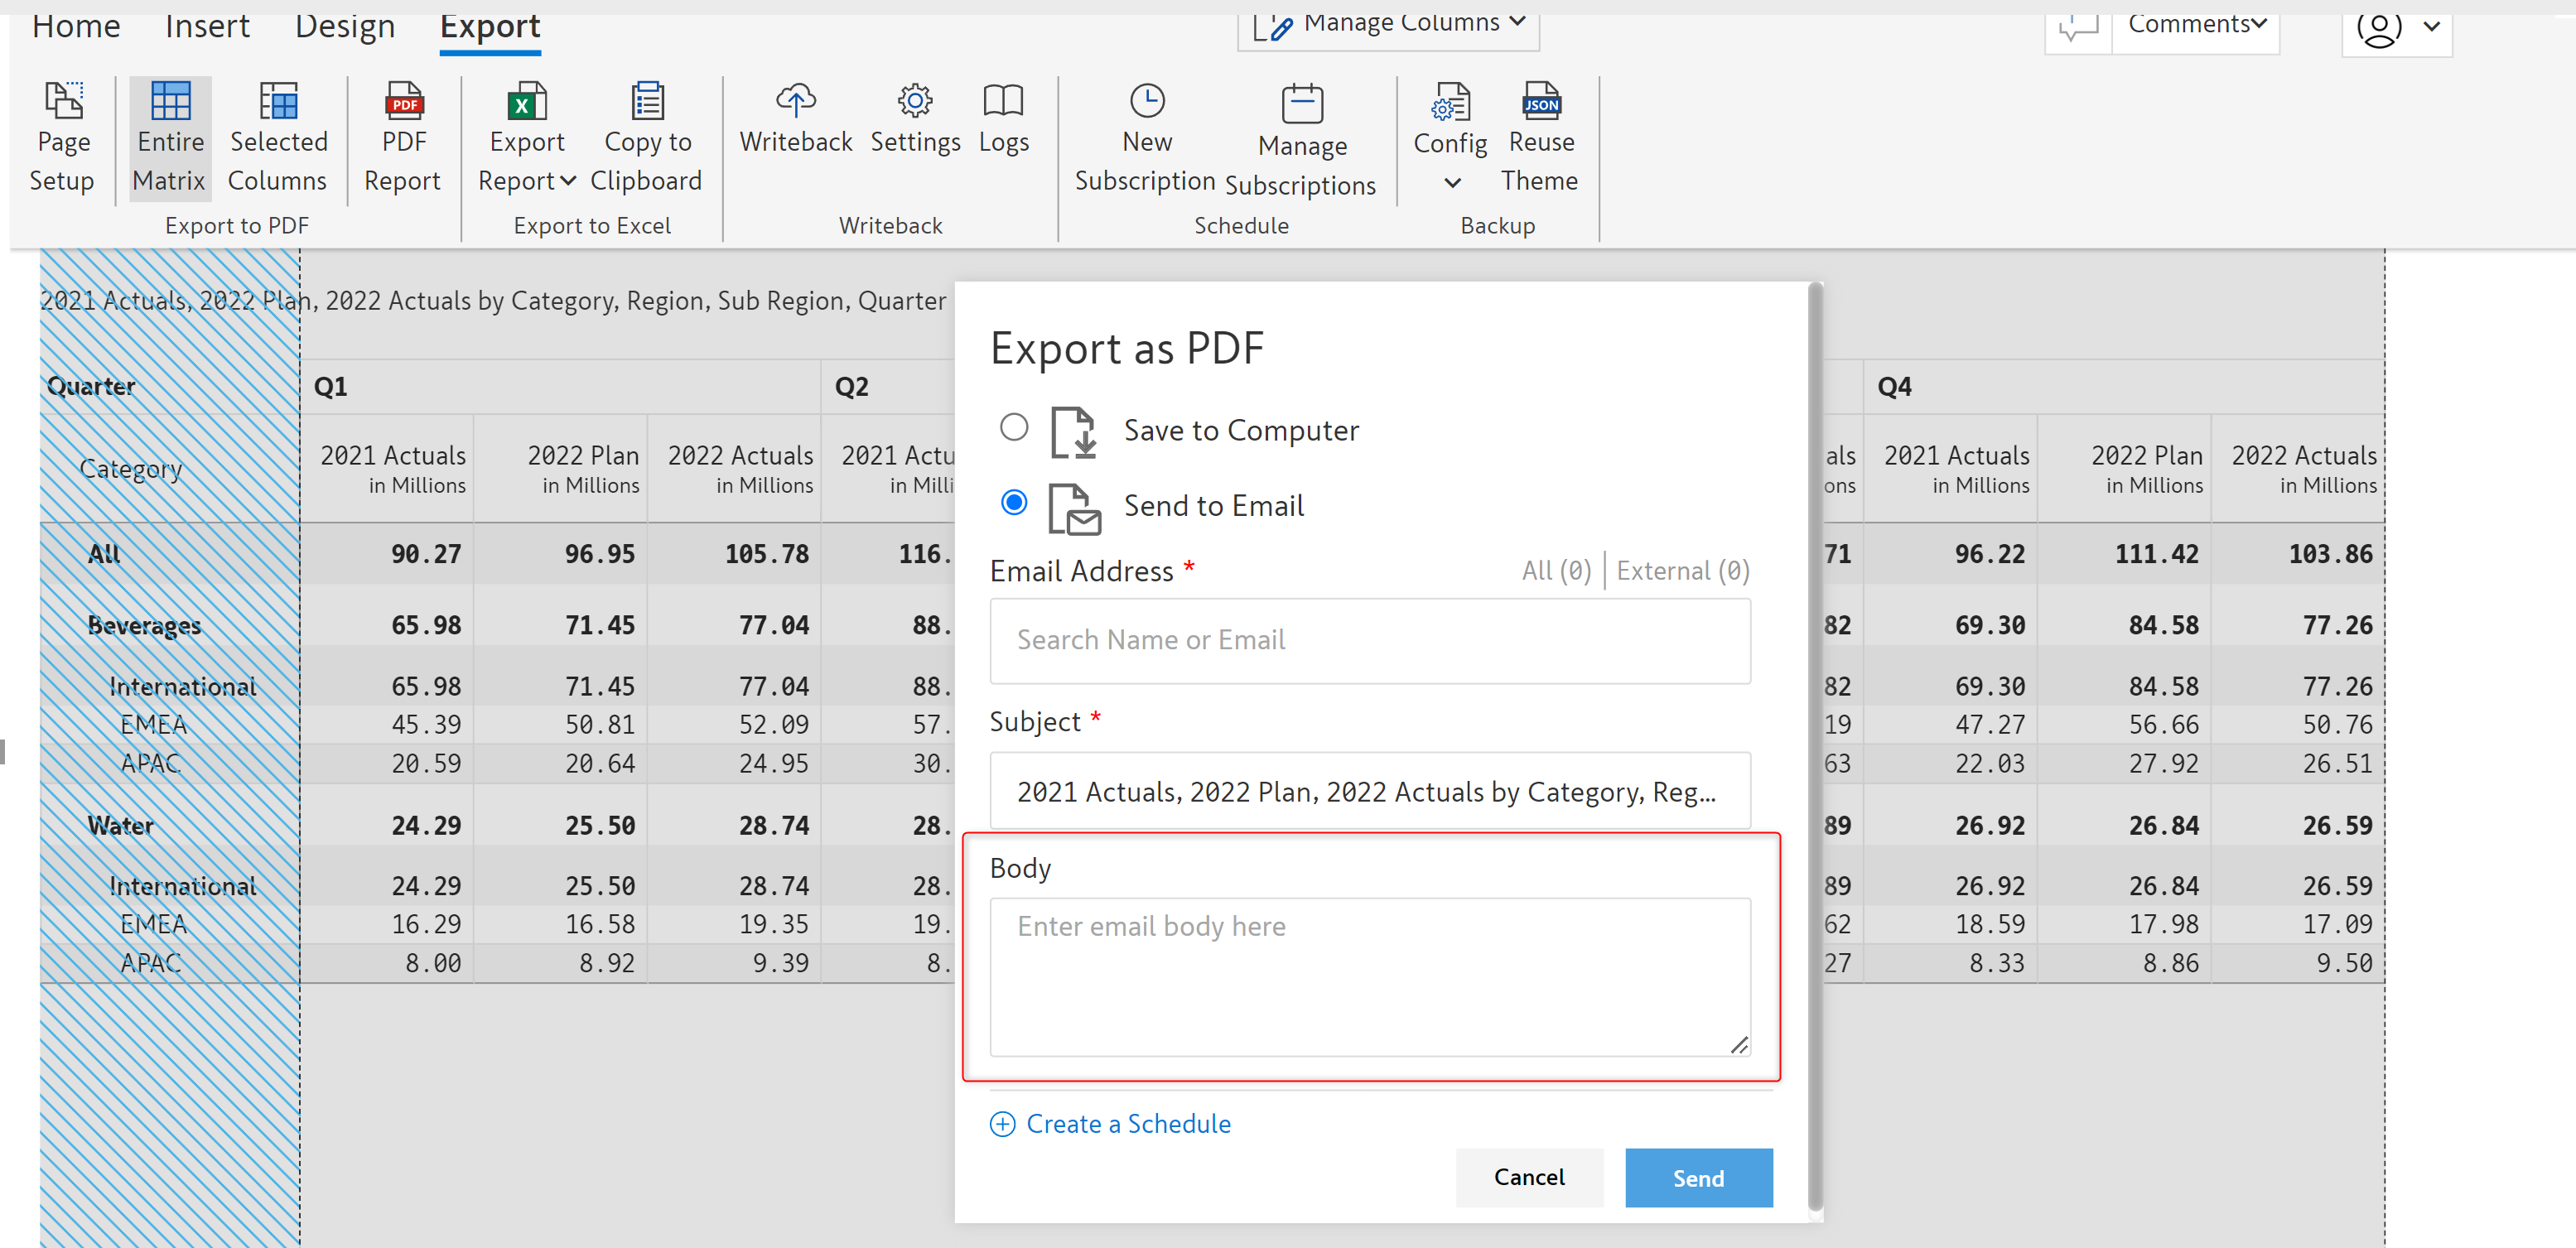 Home Insert Design Export Manage Columns Comments
Page Setup Entire Matrix Selected Columns PDF Report Export Report Copy to Clipboard Writeback Settings Logs New Subscription Manage Subscriptions Config Reuse Theme
PDF X JSON
Export to PDF Export to Excel Writeback Schedule Backup
2021 Actuals, 2022 Plan, 2022 Actuals by Category, Region, Sub Region, Quarter
Quarter Q1 Q2 Q4
Category 2021 Actuals 2022 Plan 2022 Actuals 2021 Actu als 2021 Actuals 2022 Plan 2022 Actuals
in Millions in Millions in Millions in Milli ons in Millions in Millions in Millions
All 90.27 96.95 105.78 116. 71 96.22 111.42 103.86
Beverages 65.98 71.45 77.04 88. 82 69.30 84.58 77.26
International 65.98 71.45 77.04 88. 82 69.30 84.58 77.26
EMEA 45.39 50.81 52.09 57. 19 47.27 56.66 50.76
APAC 20.59 20.64 24.95 30. 63 22.03 27.92 26.51
Water 24.29 25.50 28.74 28. 89 26.92 26.84 26.59
International 24.29 25.50 28.74 28. 89 26.92 26.84 26.59
EMEA 16.29 16.58 19.35 19. 62 18.59 17.98 17.09
APAC 8.00 8.92 9.39 8. 27 8.33 8.86 9.50
Export as PDF
Save to Computer
Send to Email
Email Address * All (0) External (0)
Search Name or Email
Subject *
2021 Actuals, 2022 Plan, 2022 Actuals by Category, Reg...
Body
Enter email body here
Create a Schedule
Cancel Send